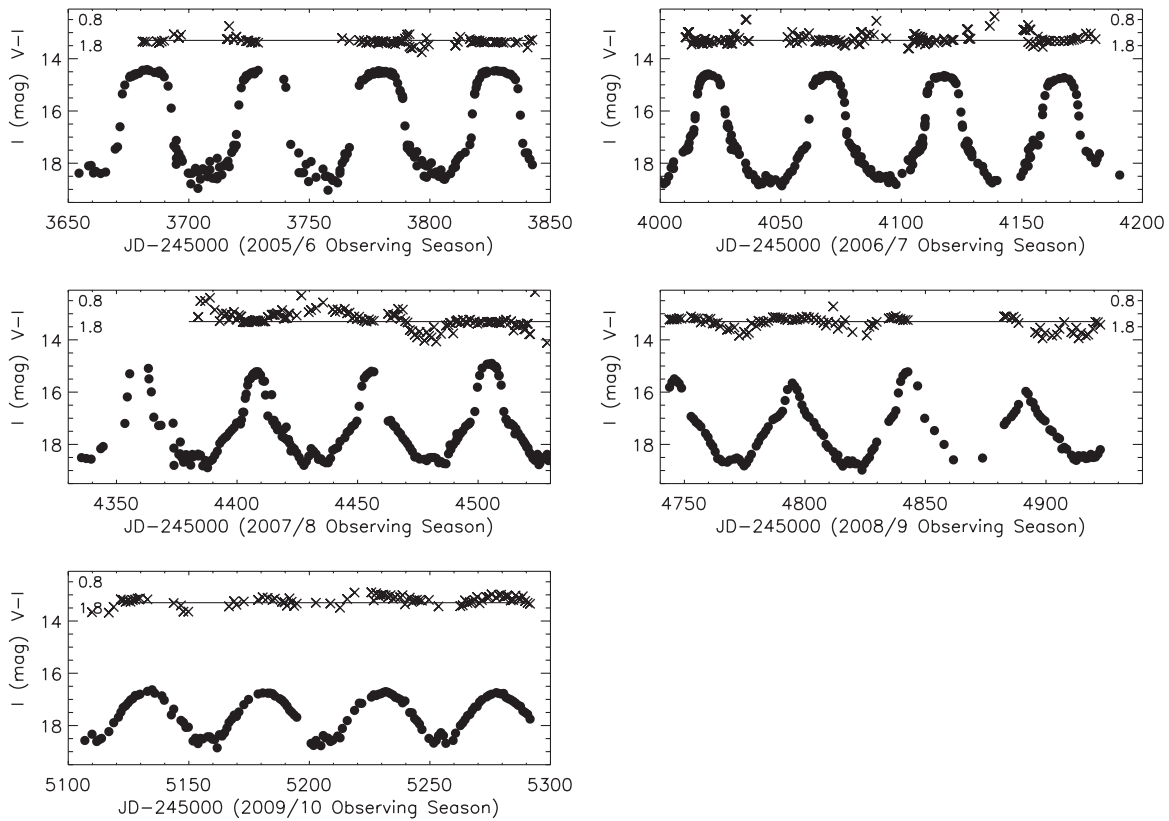 0.8
1.8
14
16
18
I (mag) V−I
3650 3700 3750 3800 3850
JD−245000 (2005/6 Observing Season)
0.8
1.8
14
16
18
I (mag) V−I
4000 4050 4100 4150 4200
JD−245000 (2006/7 Observing Season)
0.8
1.8
14
16
18
I (mag) V−I
4350 4400 4450 4500
JD−245000 (2007/8 Observing Season)
0.8
1.8
14
16
18
I (mag) V−I
4750 4800 4850 4900
JD−245000 (2008/9 Observing Season)
0.8
1.8
14
16
18
I (mag) V−I
5100 5150 5200 5250 5300
JD−245000 (2009/10 Observing Season)